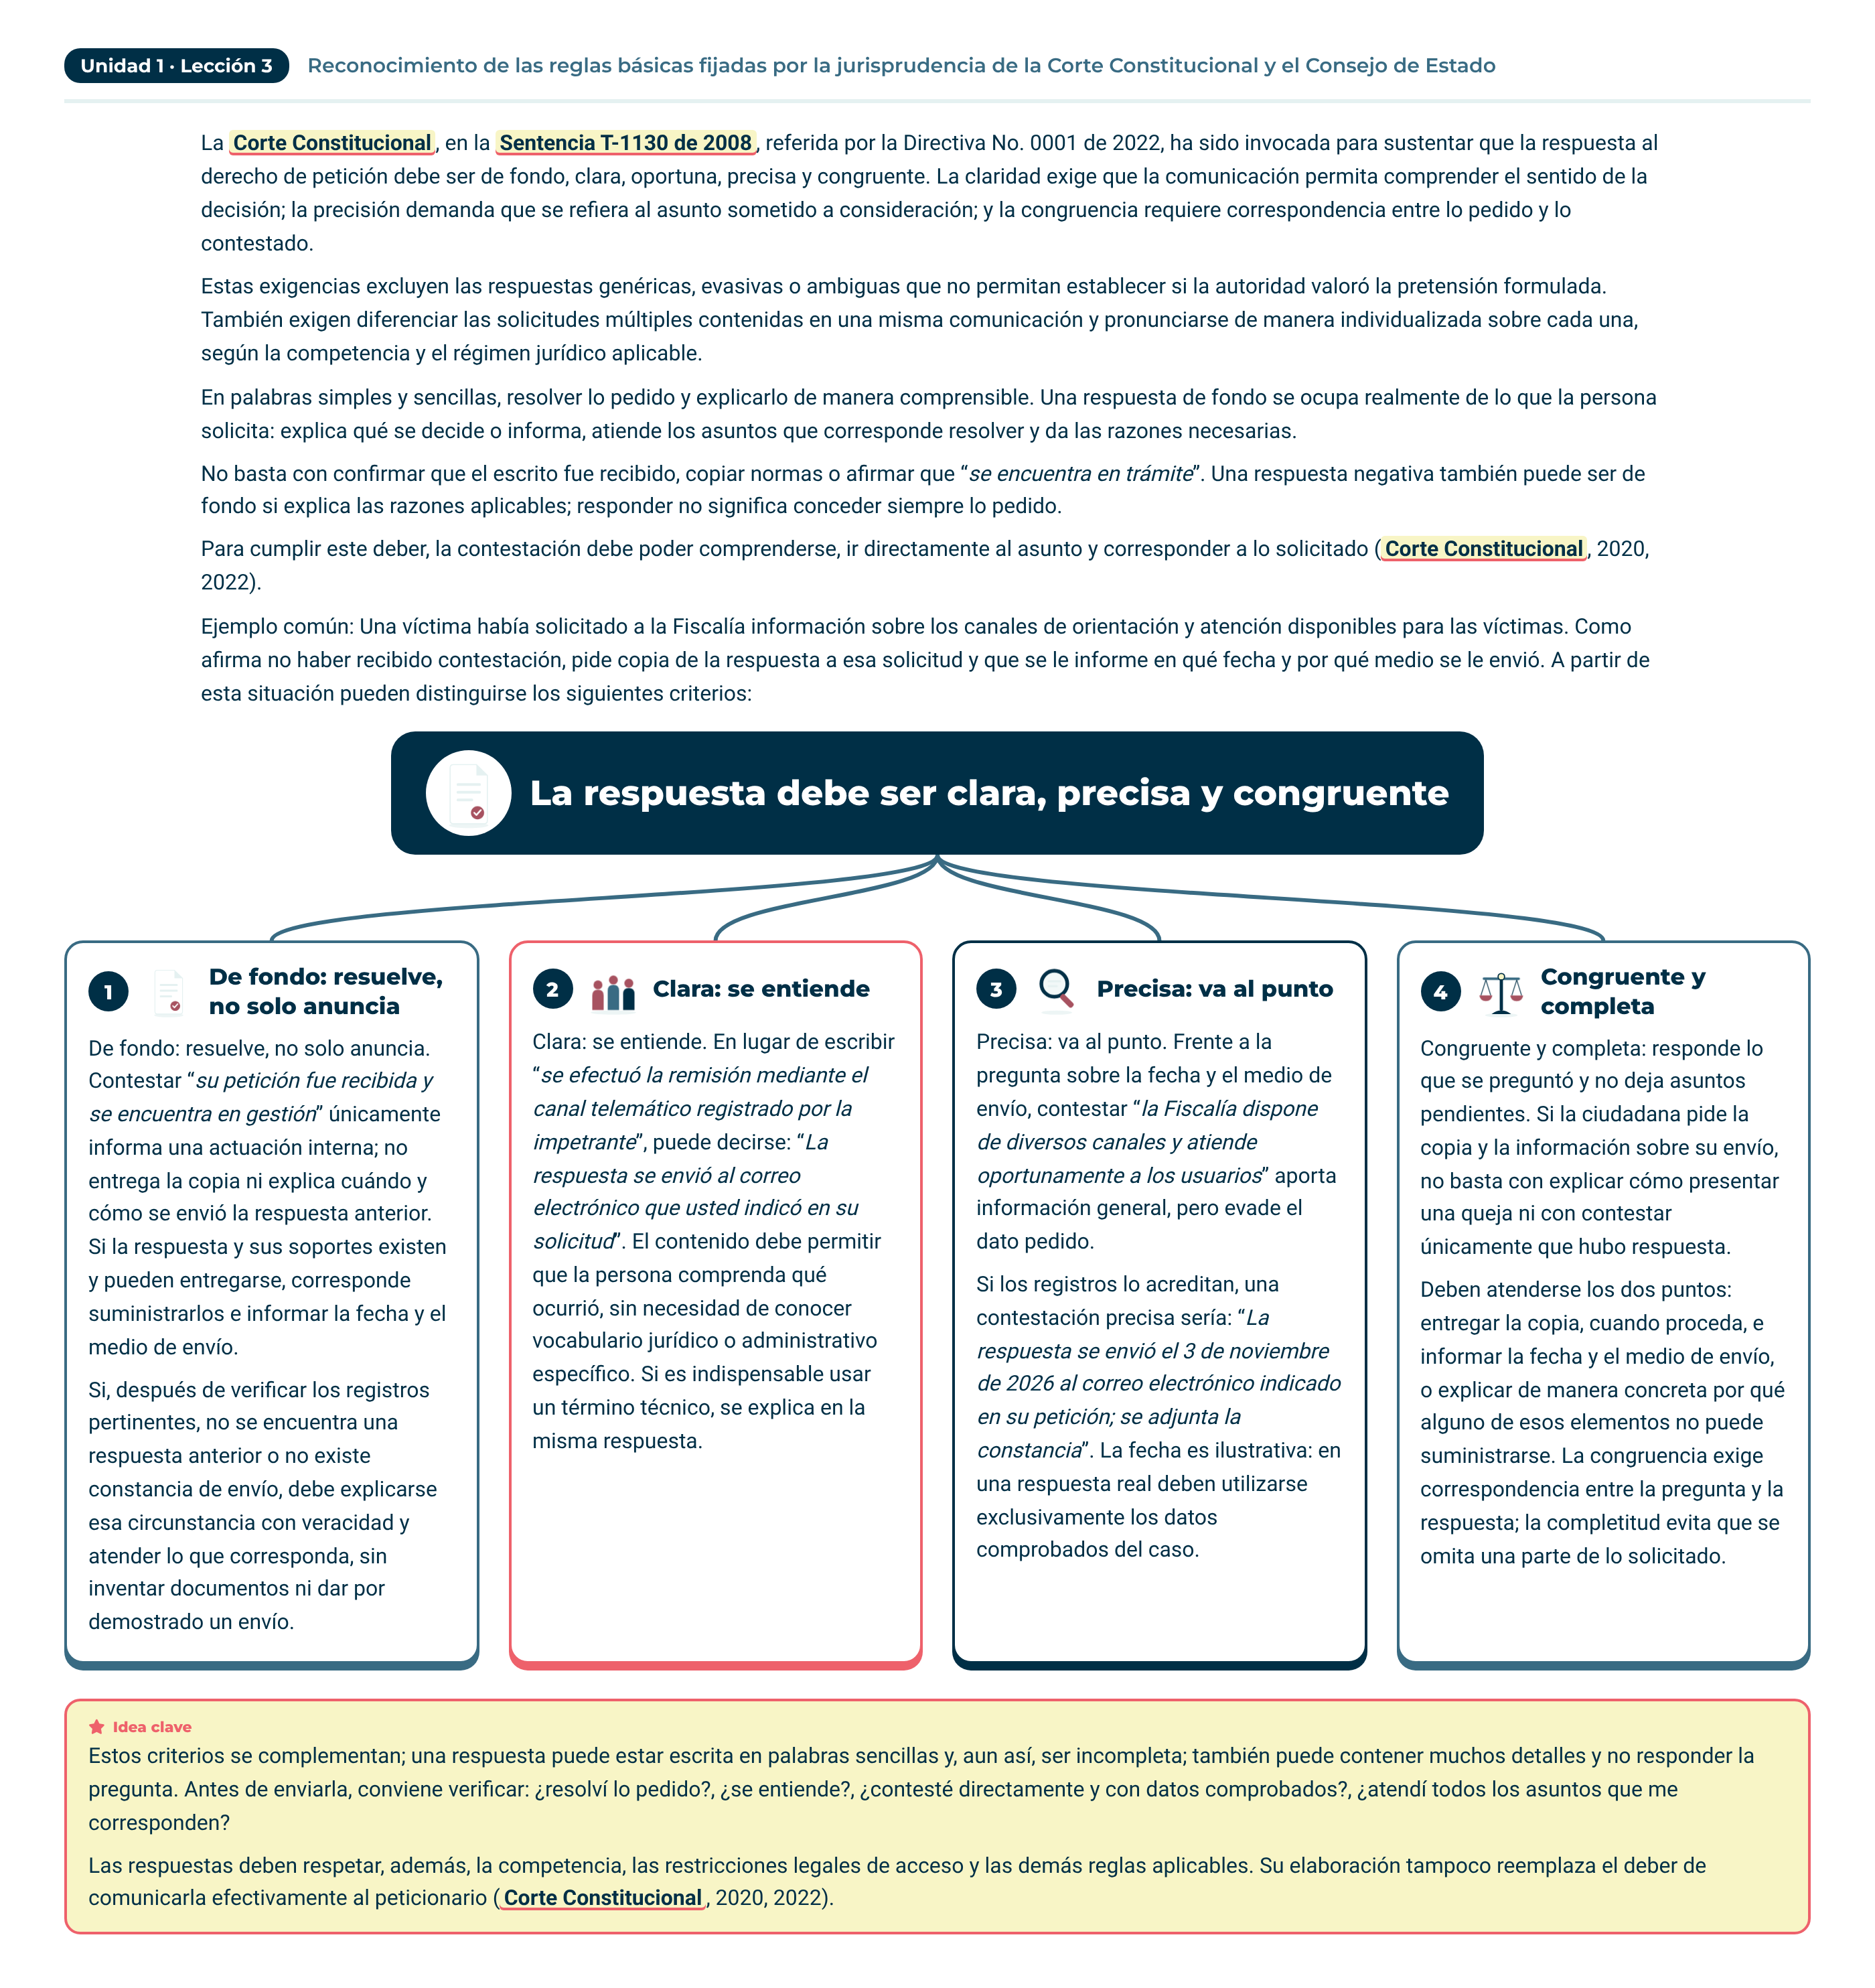 Unidad 1 · Lección 3
Reconocimiento de las reglas básicas fijadas por la jurisprudencia de la Corte Constitucional y el Consejo de Estado
La Corte Constitucional, en la Sentencia T-1130 de 2008, referida por la Directiva No. 0001 de 2022, ha sido invocada para sustentar que la respuesta al
derecho de petición debe ser de fondo, clara, oportuna, precisa y congruente. La claridad exige que la comunicación permita comprender el sentido de la
decisión; la precisión demanda que se refiera al asunto sometido a consideración; y la congruencia requiere correspondencia entre lo pedido y lo
contestado.
Estas exigencias excluyen las respuestas genéricas, evasivas o ambiguas que no permitan establecer si la autoridad valoró la pretensión formulada.
También exigen diferenciar las solicitudes múltiples contenidas en una misma comunicación y pronunciarse de manera individualizada sobre cada una,
según la competencia y el régimen jurídico aplicable.
En palabras simples y sencillas, resolver lo pedido y explicarlo de manera comprensible. Una respuesta de fondo se ocupa realmente de lo que la persona
solicita: explica qué se decide o informa, atiende los asuntos que corresponde resolver y da las razones necesarias.
No basta con confirmar que el escrito fue recibido, copiar normas o afirmar que “se encuentra en trámite”. Una respuesta negativa también puede ser de
fondo si explica las razones aplicables; responder no significa conceder siempre lo pedido.
Para cumplir este deber, la contestación debe poder comprenderse, ir directamente al asunto y corresponder a lo solicitado (Corte Constitucional, 2020,
2022).
Ejemplo común: Una víctima había solicitado a la Fiscalía información sobre los canales de orientación y atención disponibles para las víctimas. Como
afirma no haber recibido contestación, pide copia de la respuesta a esa solicitud y que se le informe en qué fecha y por qué medio se le envió. A partir de
esta situación pueden distinguirse los siguientes criterios:
La respuesta debe ser clara, precisa y congruente
1
De fondo: resuelve,
no solo anuncia
De fondo: resuelve, no solo anuncia.
Contestar “su petición fue recibida y
se encuentra en gestión” únicamente
informa una actuación interna; no
entrega la copia ni explica cuándo y
cómo se envió la respuesta anterior.
Si la respuesta y sus soportes existen
y pueden entregarse, corresponde
suministrarlos e informar la fecha y el
medio de envío.
Si, después de verificar los registros
pertinentes, no se encuentra una
respuesta anterior o no existe
constancia de envío, debe explicarse
esa circunstancia con veracidad y
atender lo que corresponda, sin
inventar documentos ni dar por
demostrado un envío.
2
Clara: se entiende
Clara: se entiende. En lugar de escribir
“se efectuó la remisión mediante el
canal telemático registrado por la
impetrante”, puede decirse: “La
respuesta se envió al correo
electrónico que usted indicó en su
solicitud”. El contenido debe permitir
que la persona comprenda qué
ocurrió, sin necesidad de conocer
vocabulario jurídico o administrativo
específico. Si es indispensable usar
un término técnico, se explica en la
misma respuesta.
3
Precisa: va al punto
Precisa: va al punto. Frente a la
pregunta sobre la fecha y el medio de
envío, contestar “la Fiscalía dispone
de diversos canales y atiende
oportunamente a los usuarios” aporta
información general, pero evade el
dato pedido.
Si los registros lo acreditan, una
contestación precisa sería: “La
respuesta se envió el 3 de noviembre
de 2026 al correo electrónico indicado
en su petición; se adjunta la
constancia”. La fecha es ilustrativa: en
una respuesta real deben utilizarse
exclusivamente los datos
comprobados del caso.
4
Congruente y
completa
Congruente y completa: responde lo
que se preguntó y no deja asuntos
pendientes. Si la ciudadana pide la
copia y la información sobre su envío,
no basta con explicar cómo presentar
una queja ni con contestar
únicamente que hubo respuesta.
Deben atenderse los dos puntos:
entregar la copia, cuando proceda, e
informar la fecha y el medio de envío,
o explicar de manera concreta por qué
alguno de esos elementos no puede
suministrarse. La congruencia exige
correspondencia entre la pregunta y la
respuesta; la completitud evita que se
omita una parte de lo solicitado.
Idea clave
Estos criterios se complementan; una respuesta puede estar escrita en palabras sencillas y, aun así, ser incompleta; también puede contener muchos detalles y no responder la
pregunta. Antes de enviarla, conviene verificar: ¿resolví lo pedido?, ¿se entiende?, ¿contesté directamente y con datos comprobados?, ¿atendí todos los asuntos que me
corresponden?
Las respuestas deben respetar, además, la competencia, las restricciones legales de acceso y las demás reglas aplicables. Su elaboración tampoco reemplaza el deber de
comunicarla efectivamente al peticionario (Corte Constitucional, 2020, 2022).